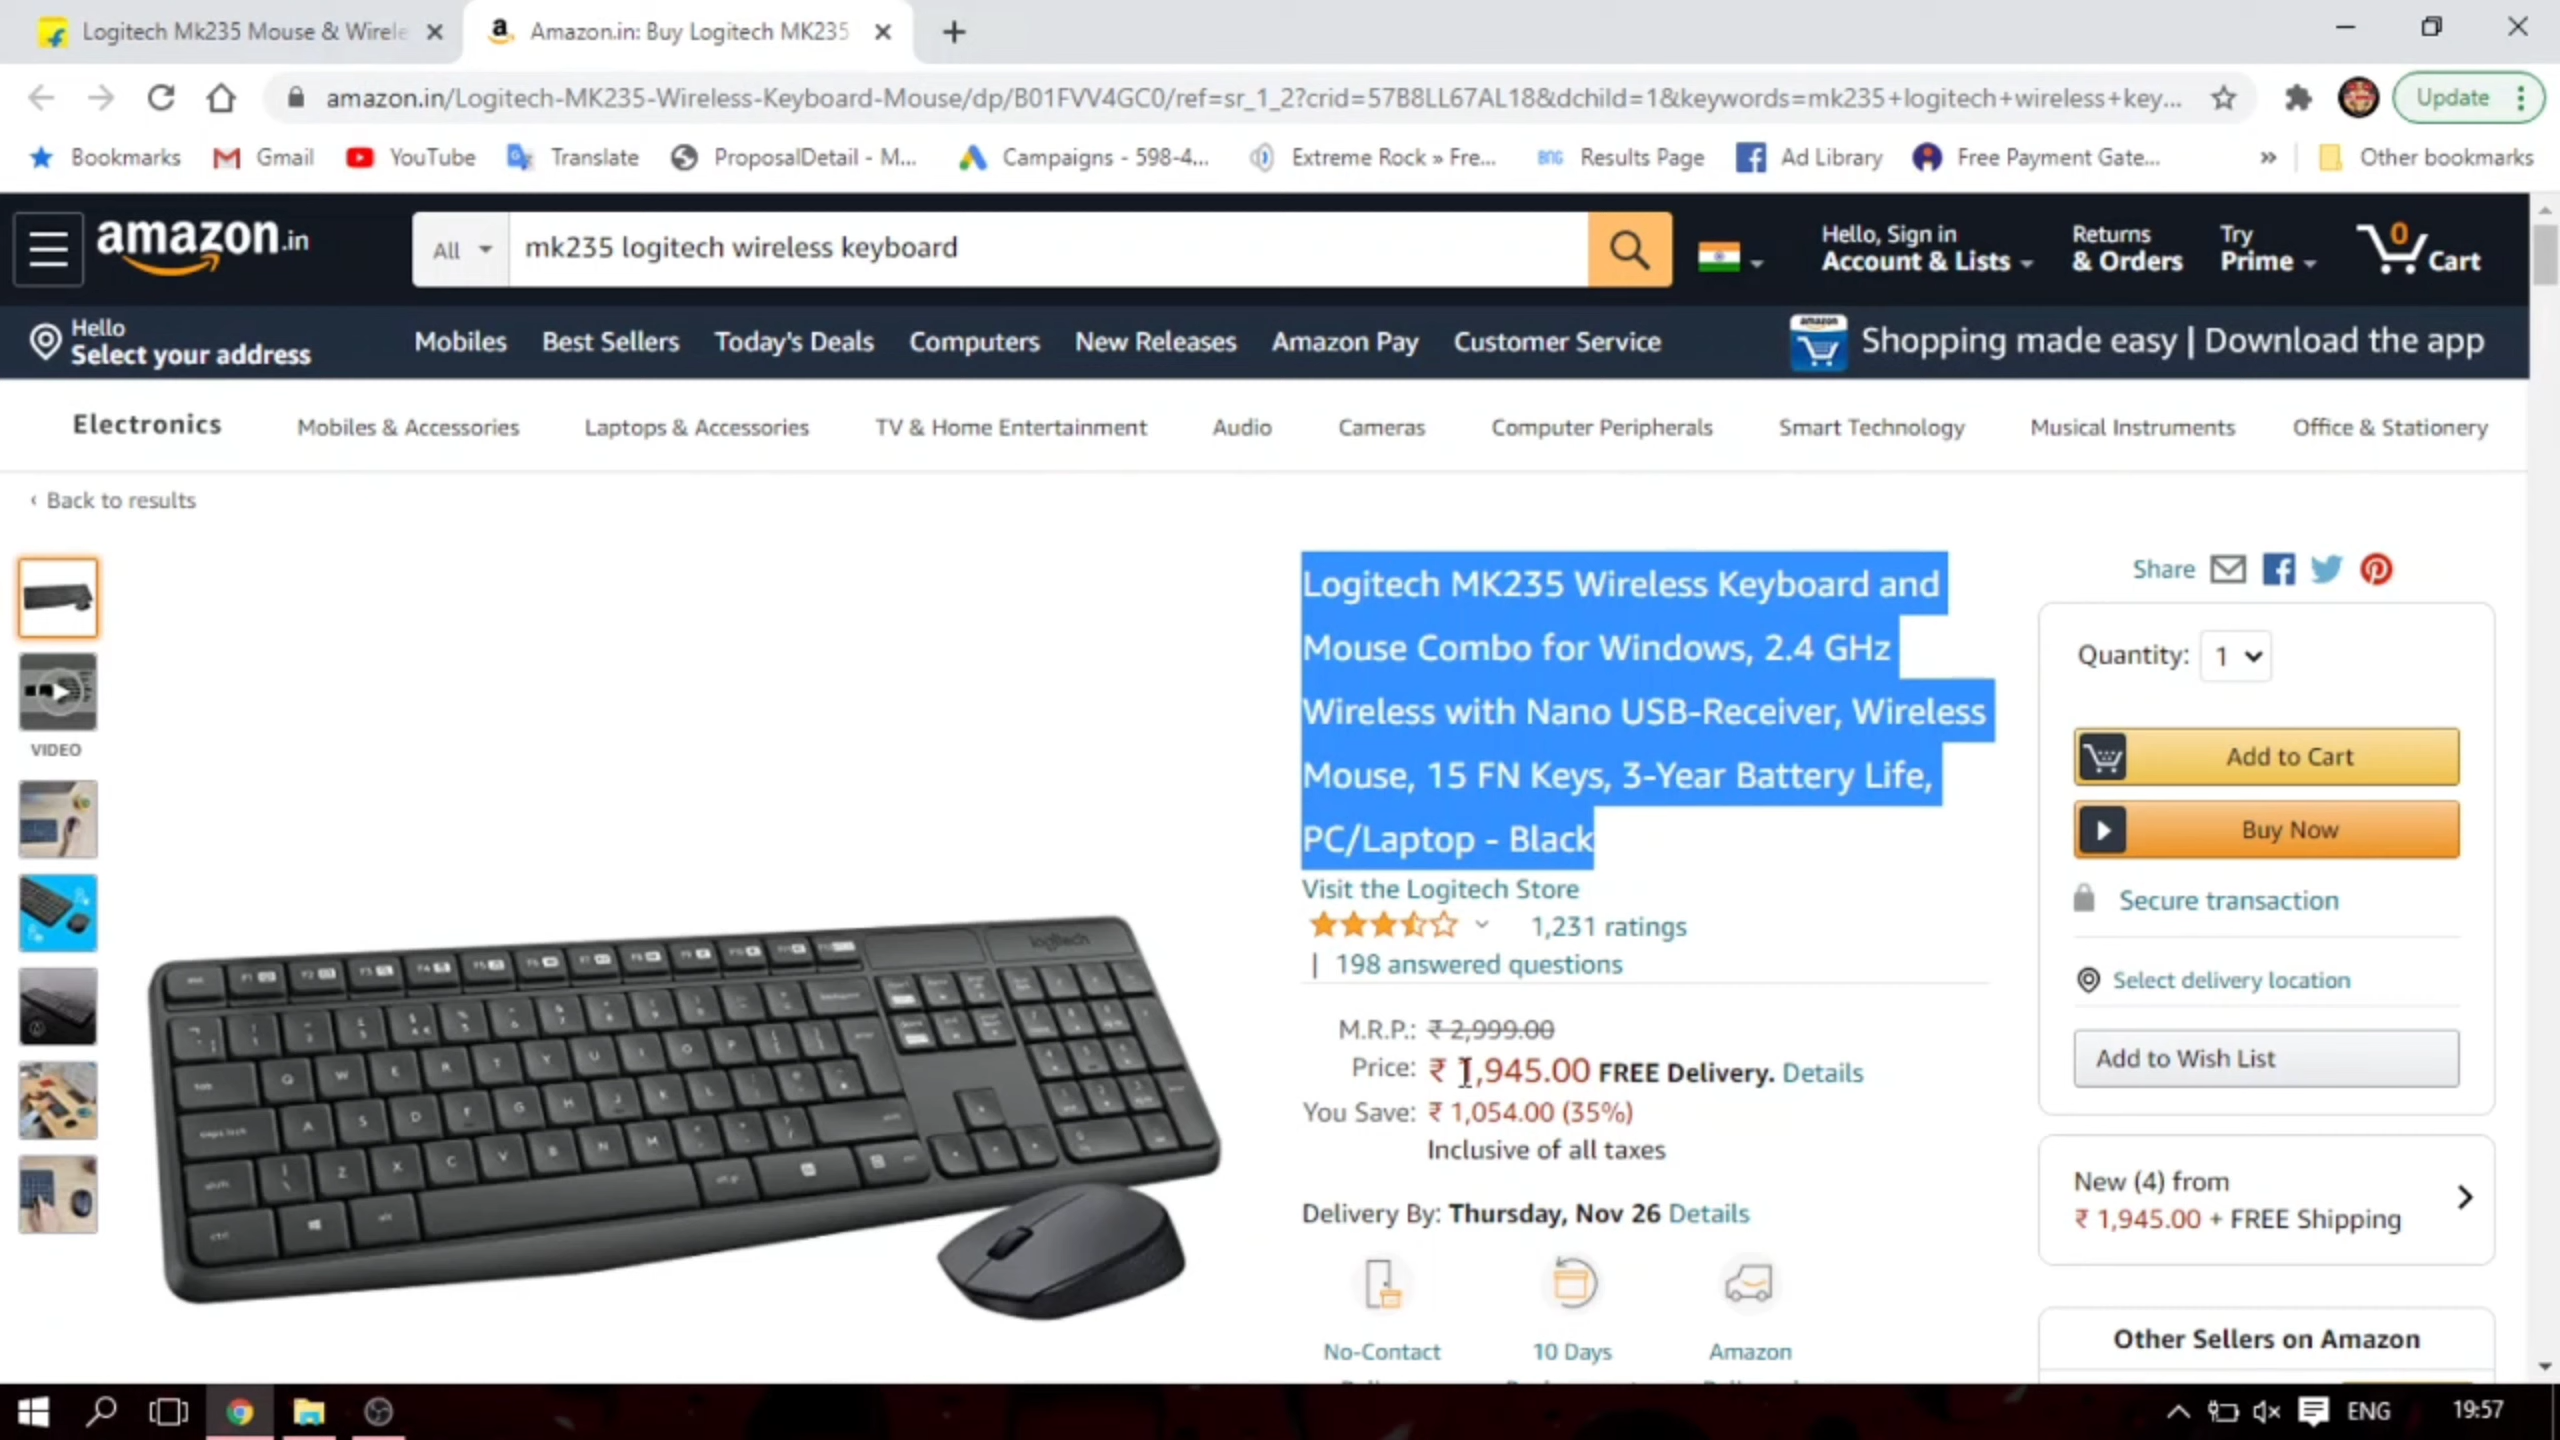 Logitech Mk235 Mouse & Wirele
Amazon.in: Buy Logitech MK235
amazon.in/Logitech-MK235-Wireless-Keyboard-Mouse/dp/B01FVV4GC0/ref=sr_1_2?crid=57B8LL67AL18&dchild=1&keywords=mk235+logitech+wireless+key...
Update
Bookmarks Gmail YouTube Translate ProposalDetail - M... Campaigns - 598-4... Extreme Rock » Fre... BNG Results Page Ad Library Free Payment Gate... » Other bookmarks
amazon.in
All mk235 logitech wireless keyboard
Hello, Sign in
Account & Lists
Returns
& Orders
Try
Prime
0
Cart
Hello
Select your address
Mobiles Best Sellers Today's Deals Computers New Releases Amazon Pay Customer Service
amazon
Shopping made easy | Download the app
Electronics Mobiles & Accessories Laptops & Accessories TV & Home Entertainment Audio Cameras Computer Peripherals Smart Technology Musical Instruments Office & Stationery
‹ Back to results
VIDEO
logitech
Logitech MK235 Wireless Keyboard and
Mouse Combo for Windows, 2.4 GHz
Wireless with Nano USB-Receiver, Wireless
Mouse, 15 FN Keys, 3-Year Battery Life,
PC/Laptop - Black
Visit the Logitech Store
1,231 ratings
| 198 answered questions
M.R.P.: ₹ 2,999.00
Price: ₹ 1,945.00 FREE Delivery. Details
You Save: ₹ 1,054.00 (35%)
Inclusive of all taxes
Delivery By: Thursday, Nov 26 Details
No-Contact
10 Days
Amazon
Share
Quantity: 1
Add to Cart
Buy Now
Secure transaction
Select delivery location
Add to Wish List
New (4) from
₹ 1,945.00 + FREE Shipping
Other Sellers on Amazon
ENG
19:57